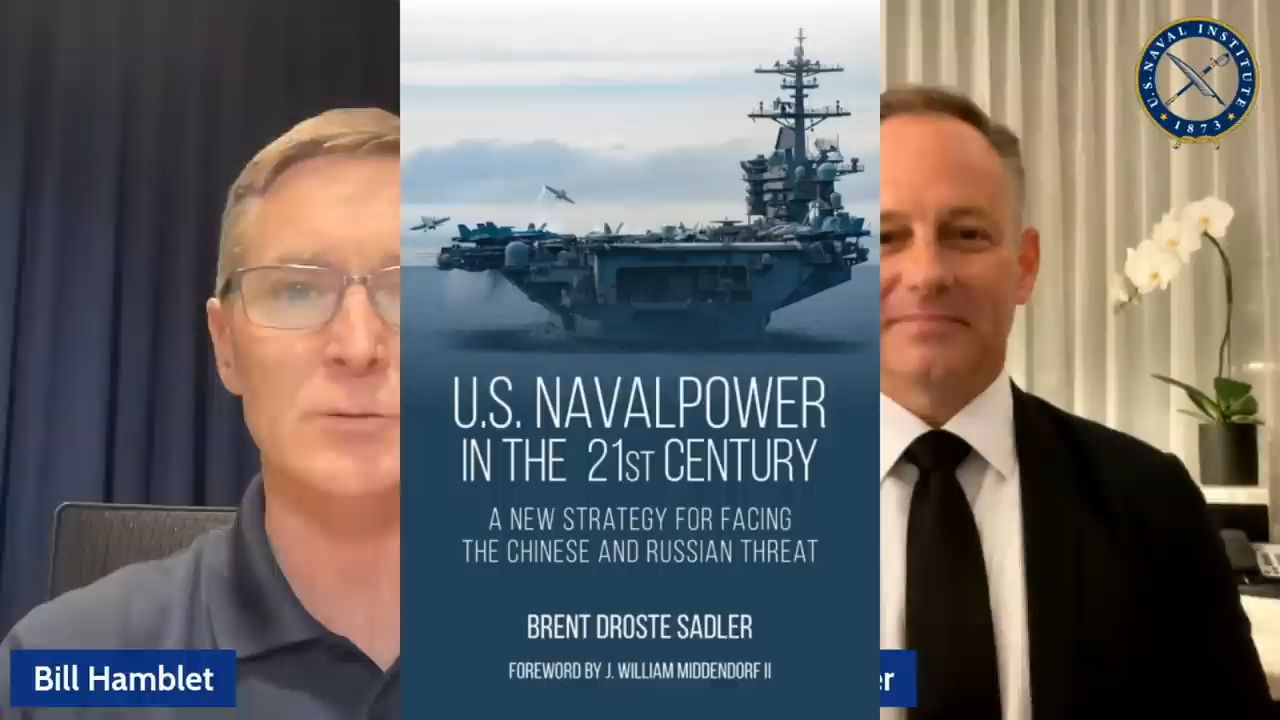 U.S. NAVAL INSTITUTE
1873
U.S. NAVALPOWER
IN THE 21ST CENTURY
A NEW STRATEGY FOR FACING
THE CHINESE AND RUSSIAN THREAT
BRENT DROSTE SADLER
FOREWORD BY J. WILLIAM MIDDENDORF II
Bill Hamblet
er